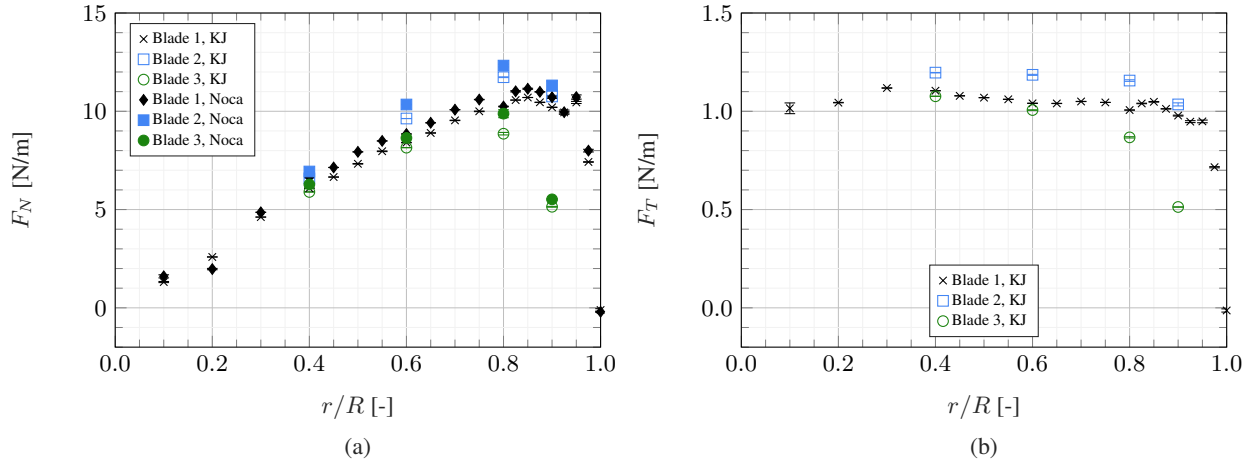 15
10
5
0
F_N [N/m]
Blade 1, KJ
Blade 2, KJ
Blade 3, KJ
Blade 1, Noca
Blade 2, Noca
Blade 3, Noca
0.0 0.2 0.4 0.6 0.8 1.0
r/R [-]
(a)
1.5
1.0
0.5
0.0
F_T [N/m]
Blade 1, KJ
Blade 2, KJ
Blade 3, KJ
0.0 0.2 0.4 0.6 0.8 1.0
r/R [-]
(b)